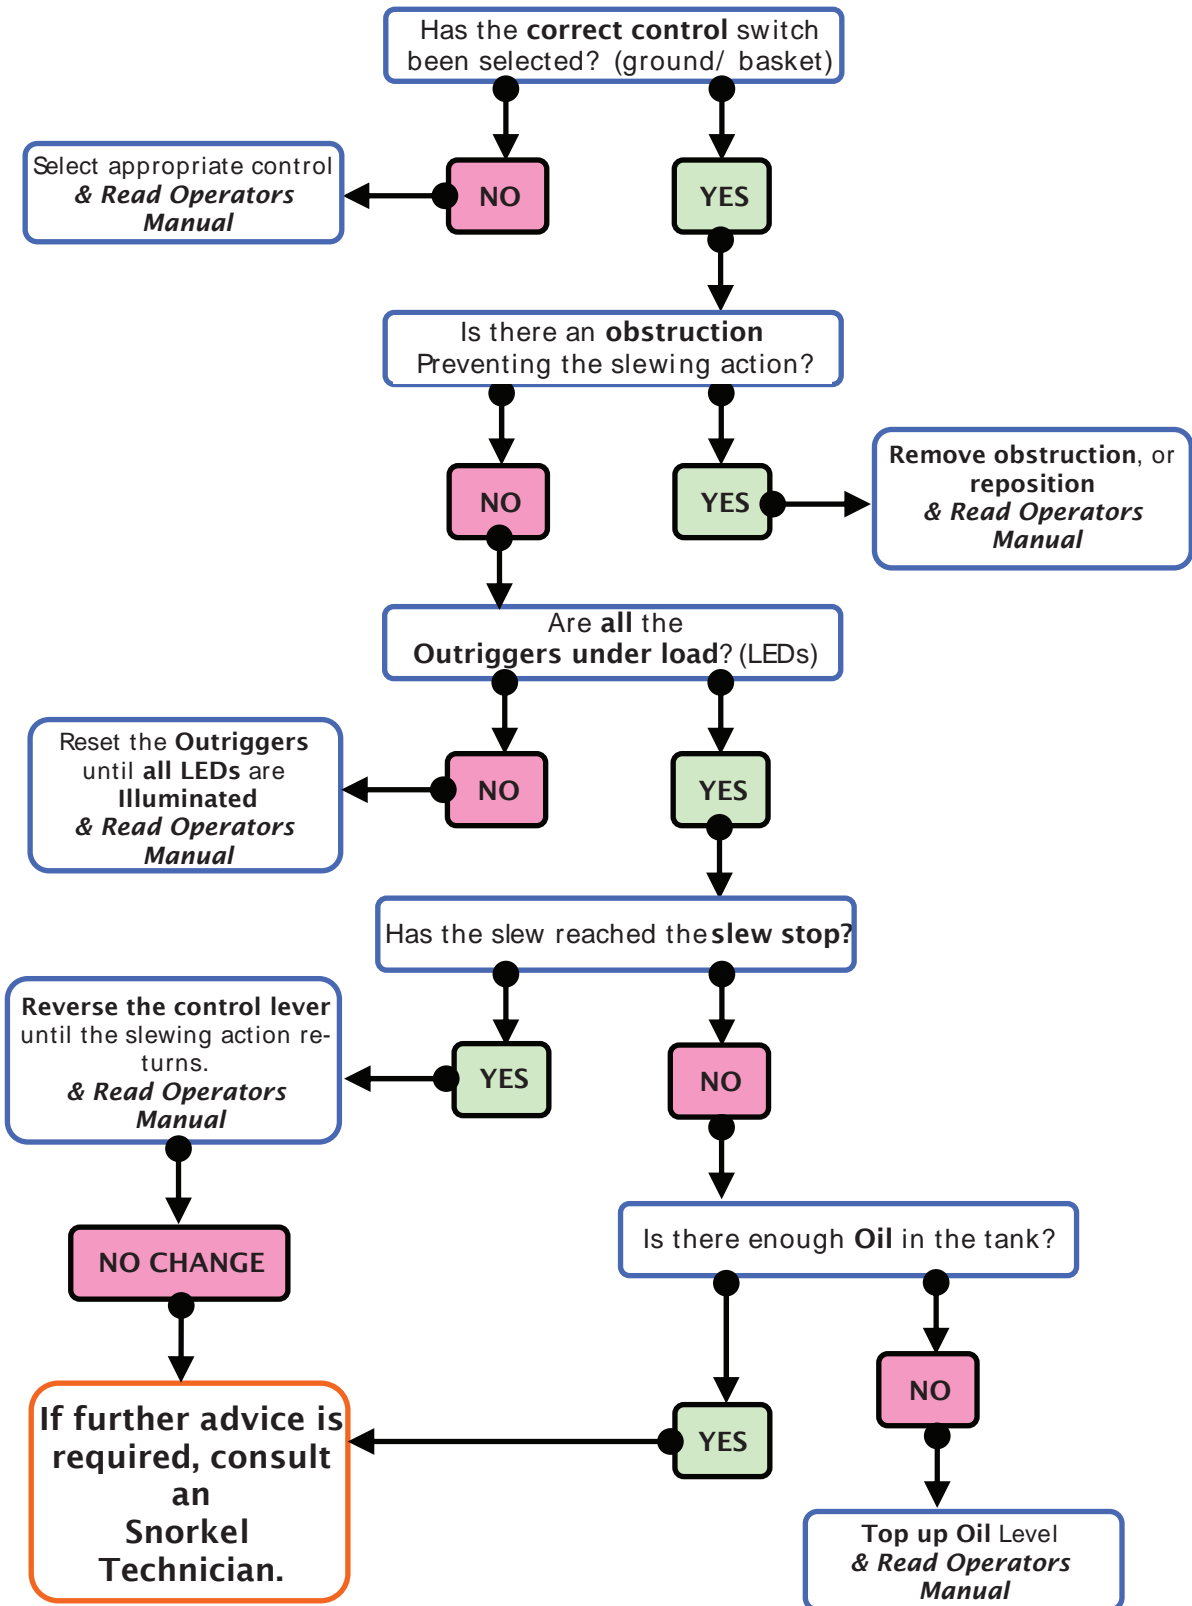 Has the correct control switch
been selected? (ground/ basket)
Select appropriate control
& Read Operators
Manual
NO
YES
Is there an obstruction
Preventing the slewing action?
NO
YES
Remove obstruction, or
reposition
& Read Operators
Manual
Are all the
Outriggers under load? (LEDs)
Reset the Outriggers
until all LEDs are
Illuminated
& Read Operators
Manual
NO
YES
Has the slew reached the slew stop?
Reverse the control lever
until the slewing action re-
turns.
& Read Operators
Manual
YES
NO
NO CHANGE
Is there enough Oil in the tank?
If further advice is
required, consult
an
Snorkel
Technician.
YES
NO
Top up Oil Level
& Read Operators
Manual